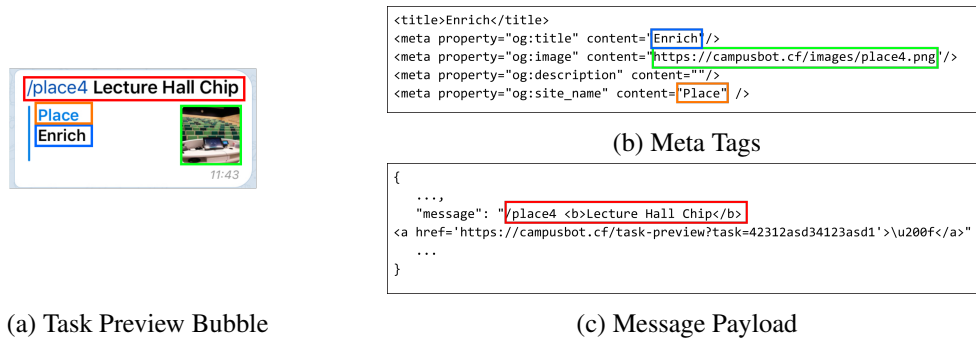 /place4 Lecture Hall Chip
Place
Enrich
11:43
(a) Task Preview Bubble
<title>Enrich</title>
<meta property="og:title" content="Enrich"/>
<meta property="og:image" content="https://campusbot.cf/images/place4.png"/>
<meta property="og:description" content=""/>
<meta property="og:site_name" content="Place" />
(b) Meta Tags
{
...,
"message": "/place4 <b>Lecture Hall Chip</b>
<a href='https://campusbot.cf/task-preview?task=42312asd34123asd1'>\u200f</a>"
...
}
(c) Message Payload